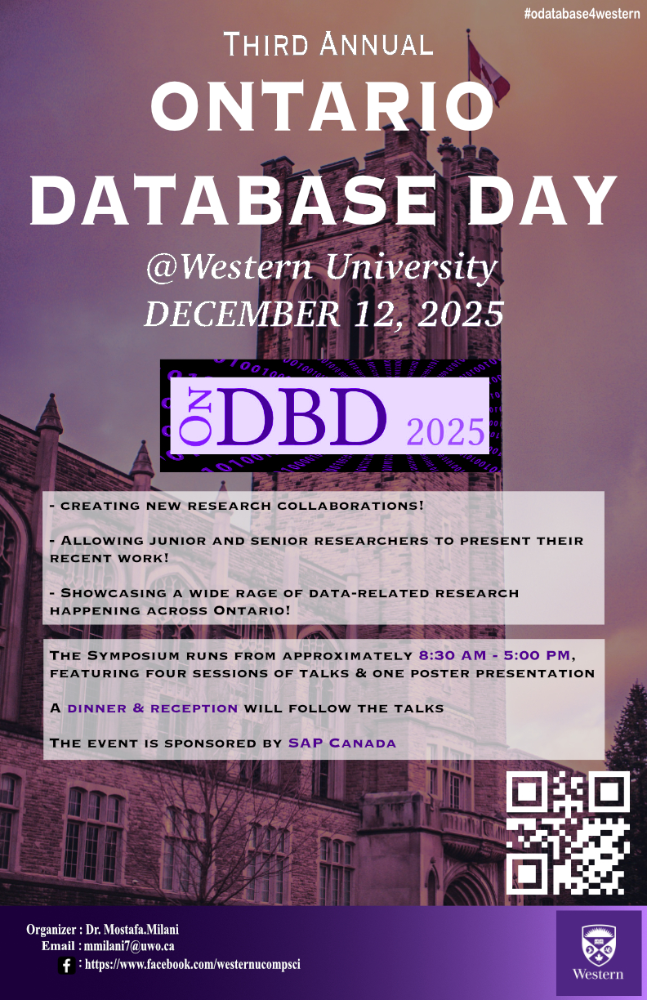 #odatabase4western
Third Annual
ONTARIO
DATABASE DAY
@Western University
DECEMBER 12, 2025
ON DBD 2025
- creating new research collaborations!
- Allowing junior and senior researchers to present their
recent work!
- Showcasing a wide rage of data-related research
happening across Ontario!
The Symposium runs from approximately 8:30 AM - 5:00 PM,
featuring four sessions of talks & one poster presentation
A dinner & reception will follow the talks
The event is sponsored by SAP Canada
Organizer : Dr. Mostafa.Milani
Email : mmilani7@uwo.ca
: https://www.facebook.com/westernucompsci
Western